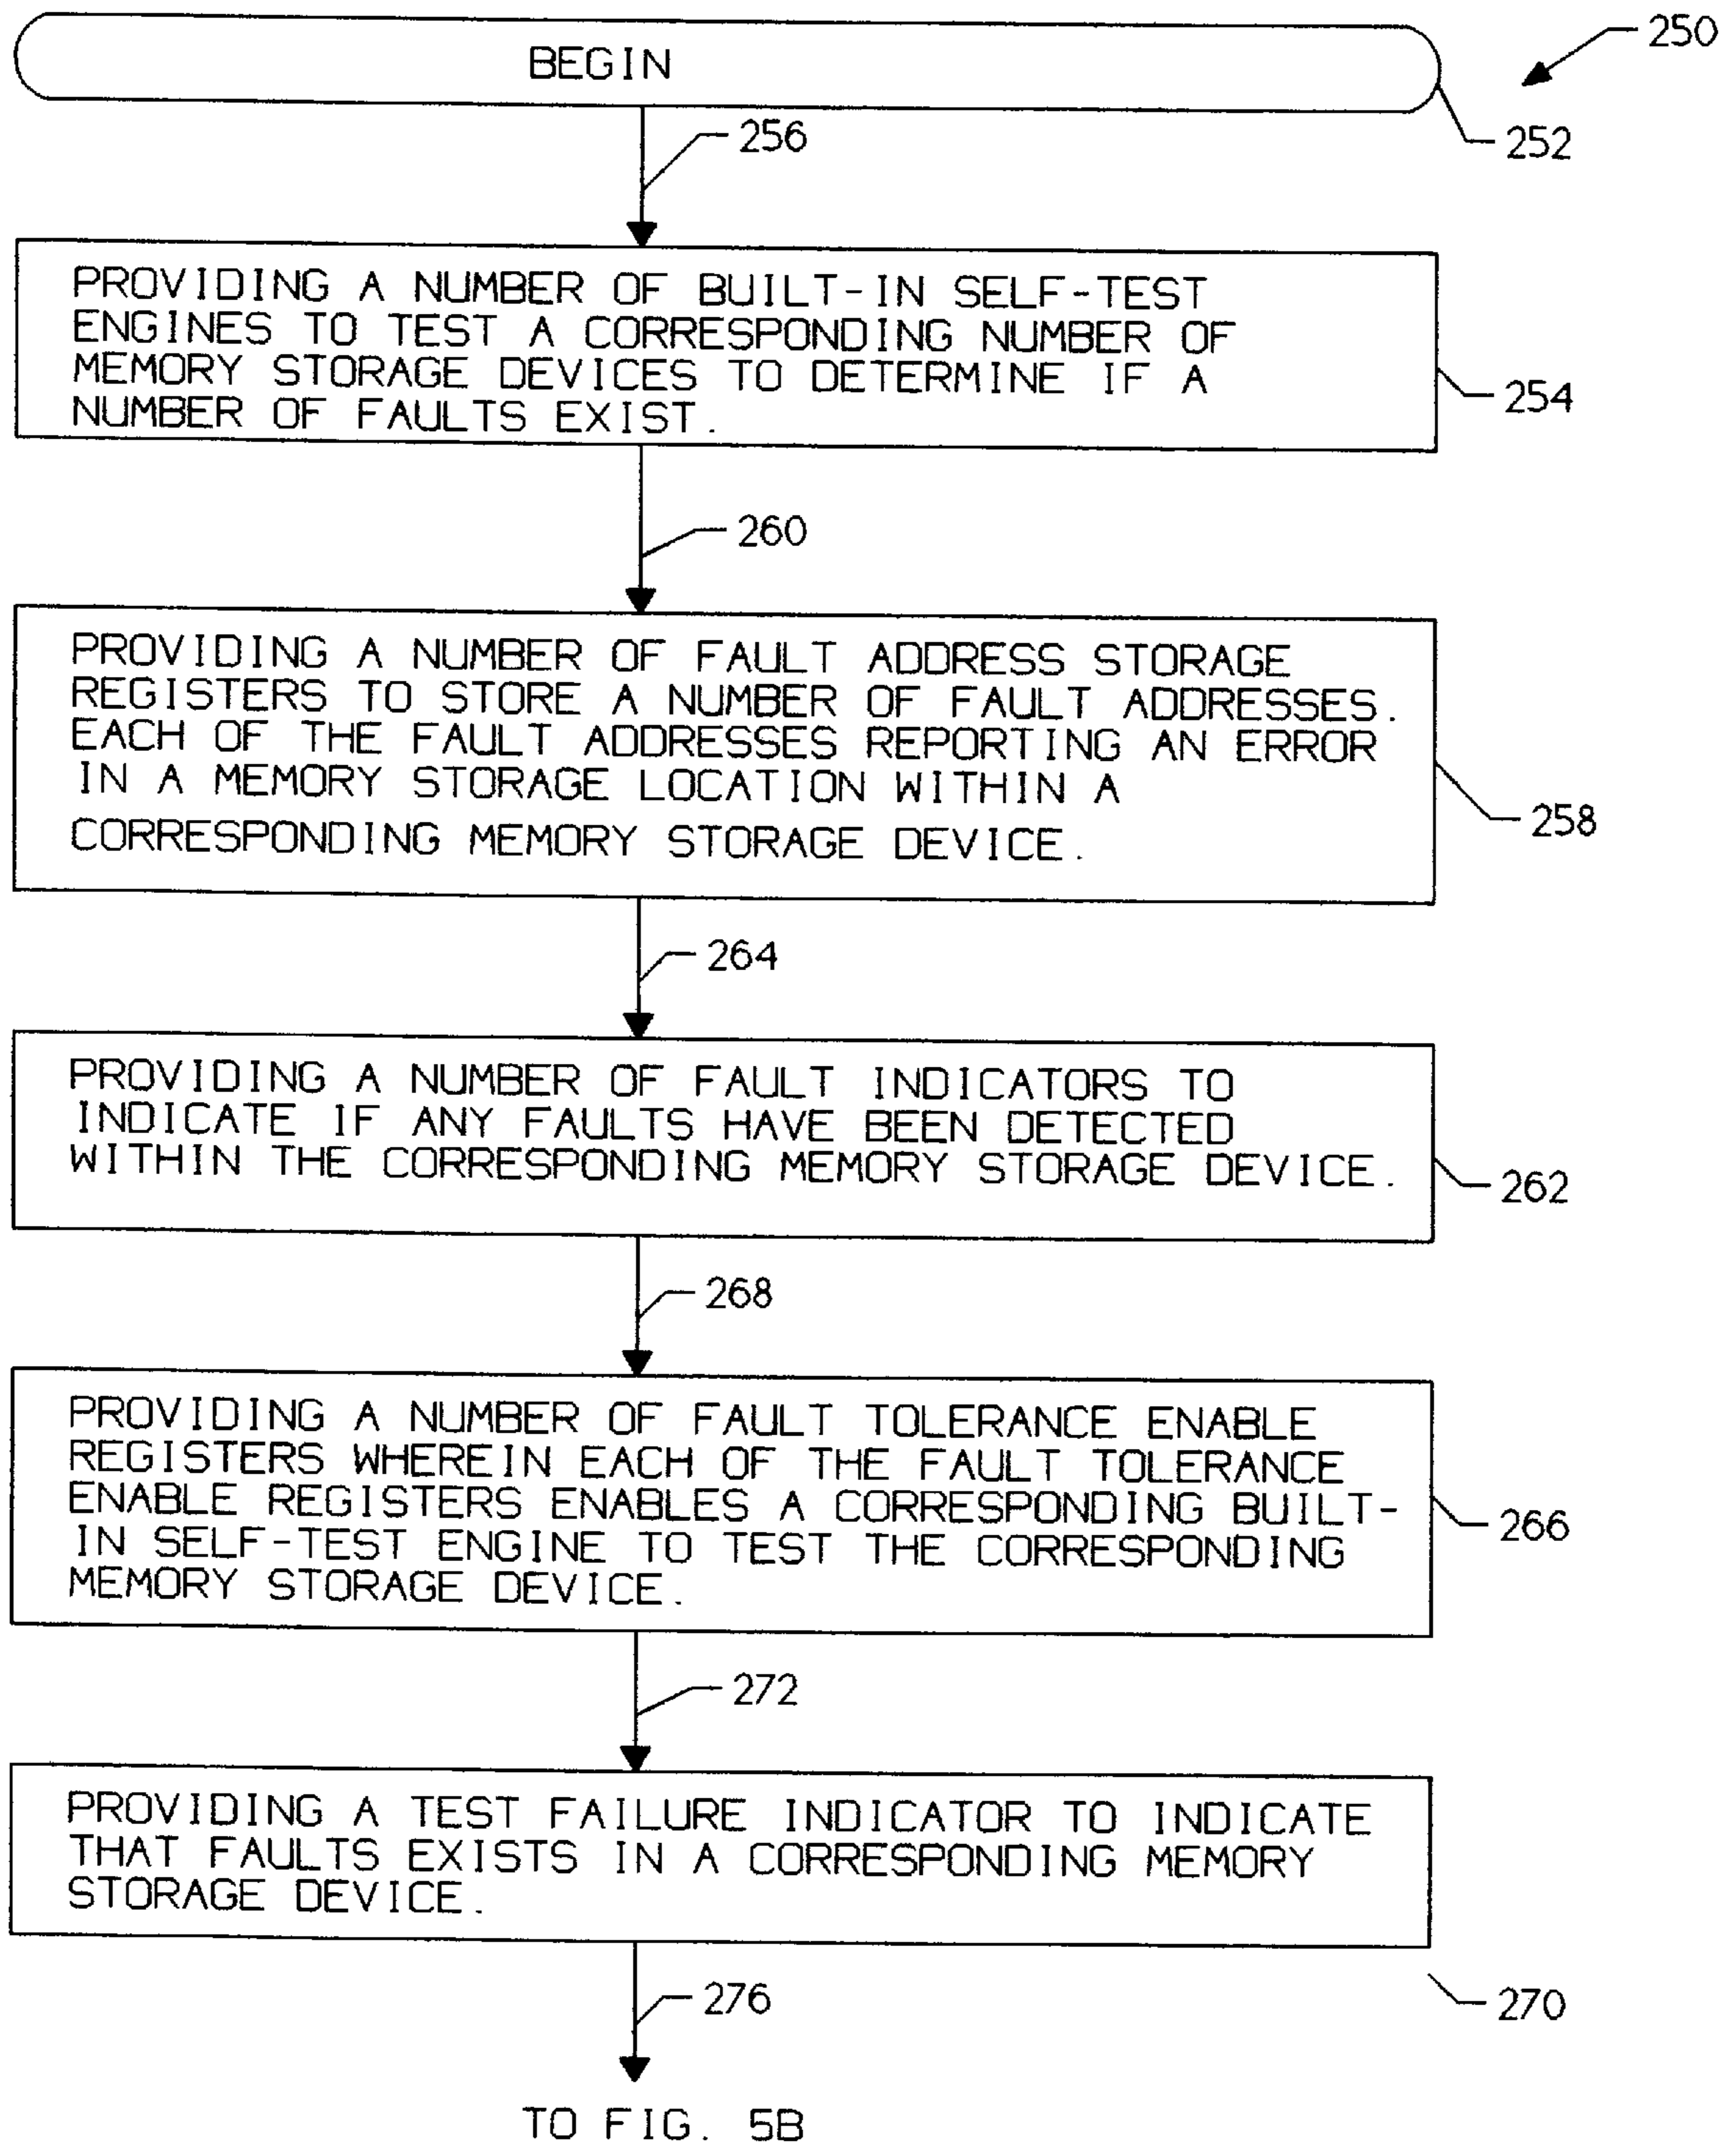 250
BEGIN
252
256
PROVIDING A NUMBER OF BUILT-IN SELF-TEST
ENGINES TO TEST A CORRESPONDING NUMBER OF
MEMORY STORAGE DEVICES TO DETERMINE IF A
NUMBER OF FAULTS EXIST.
254
260
PROVIDING A NUMBER OF FAULT ADDRESS STORAGE
REGISTERS TO STORE A NUMBER OF FAULT ADDRESSES.
EACH OF THE FAULT ADDRESSES REPORTING AN ERROR
IN A MEMORY STORAGE LOCATION WITHIN A
CORRESPONDING MEMORY STORAGE DEVICE.
258
264
PROVIDING A NUMBER OF FAULT INDICATORS TO
INDICATE IF ANY FAULTS HAVE BEEN DETECTED
WITHIN THE CORRESPONDING MEMORY STORAGE DEVICE.
262
268
PROVIDING A NUMBER OF FAULT TOLERANCE ENABLE
REGISTERS WHEREIN EACH OF THE FAULT TOLERANCE
ENABLE REGISTERS ENABLES A CORRESPONDING BUILT-
IN SELF-TEST ENGINE TO TEST THE CORRESPONDING
MEMORY STORAGE DEVICE.
266
272
PROVIDING A TEST FAILURE INDICATOR TO INDICATE
THAT FAULTS EXISTS IN A CORRESPONDING MEMORY
STORAGE DEVICE.
270
276
TO FIG. 5B